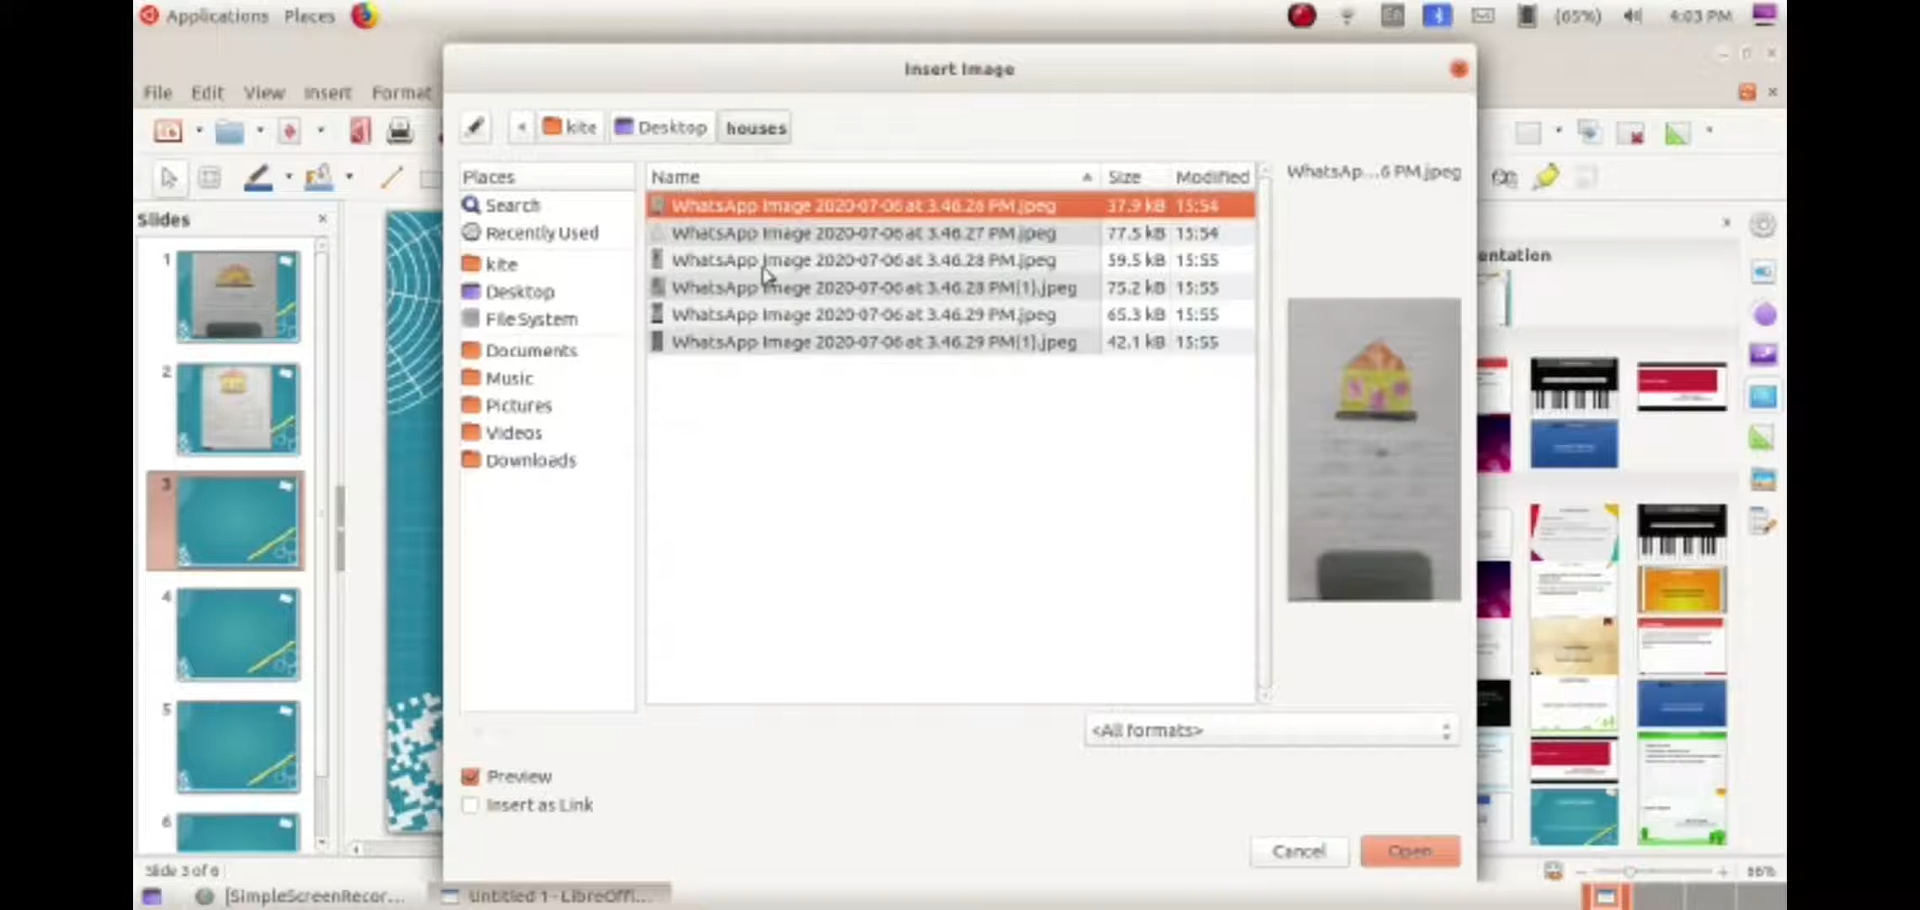 Applications Places
En (65%) 4:03 PM
Insert Image
File Edit View Insert Format
kite Desktop houses
Places
Search
Recently Used
kite
Desktop
File System
Documents
Music
Pictures
Videos
Downloads
Name Size Modified
WhatsApp Image 2020-07-06 at 3.46.26 PM.jpeg 37.9 kB 15:54
WhatsApp Image 2020-07-06 at 3.46.27 PM.jpeg 77.5 kB 15:54
WhatsApp Image 2020-07-06 at 3.46.28 PM.jpeg 59.5 kB 15:55
WhatsApp Image 2020-07-06 at 3.46.28 PM(1).jpeg 75.2 kB 15:55
WhatsApp Image 2020-07-06 at 3.46.29 PM.jpeg 65.3 kB 15:55
WhatsApp Image 2020-07-06 at 3.46.29 PM(1).jpeg 42.1 kB 15:55
WhatsAp...6 PM.jpeg
<All formats>
Preview
Insert as Link
Cancel Open
Slides
1
2
3
4
5
6
entation
Slide 3 of 6
66%
[SimpleScreenRecor...
Untitled 1 - LibreOffi...